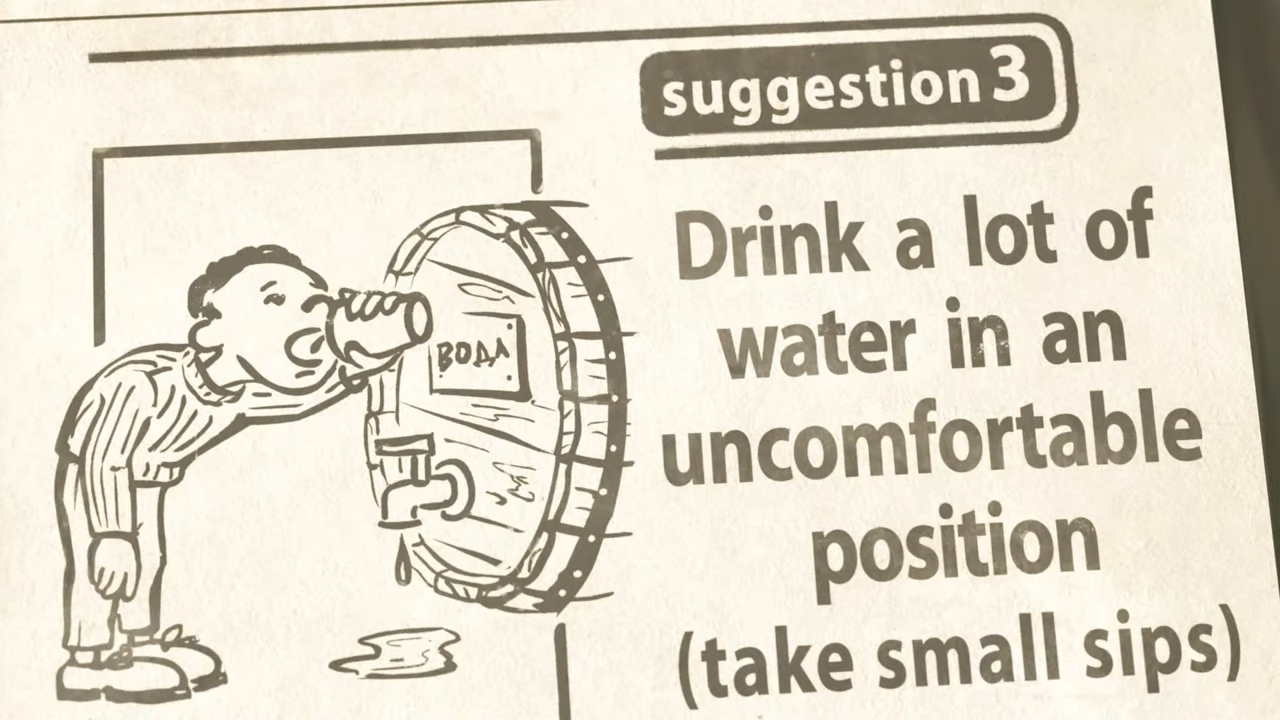 suggestion 3
Drink a lot of
water in an
uncomfortable
position
(take small sips)
ВОДА